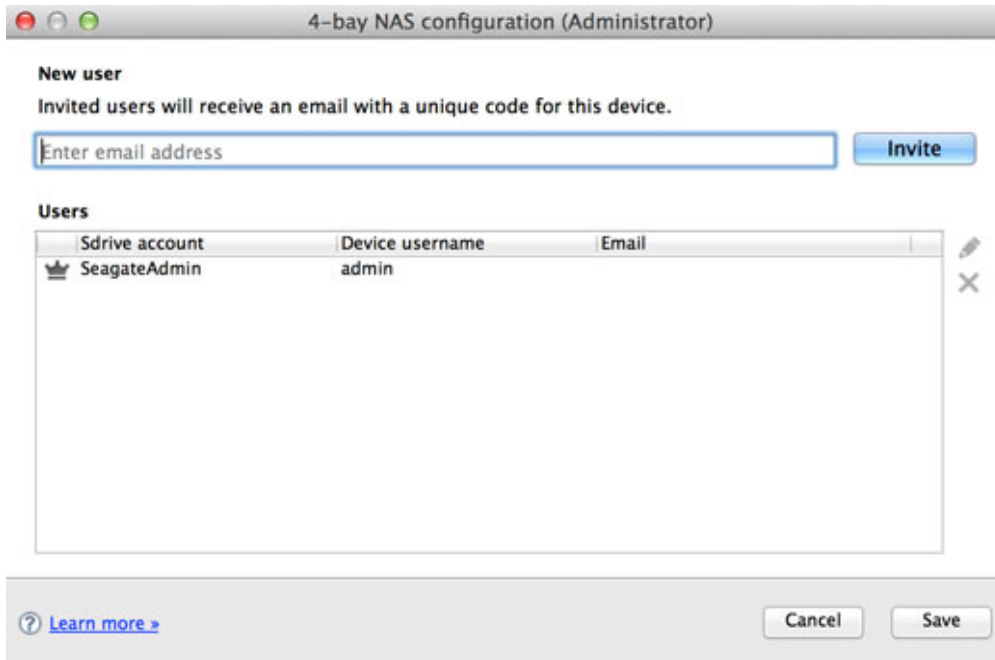 4-bay NAS configuration (Administrator)
New user
Invited users will receive an email with a unique code for this device.
Enter email address
Invite
Users
Sdrive account Device username Email
SeagateAdmin admin
? Learn more »
Cancel Save